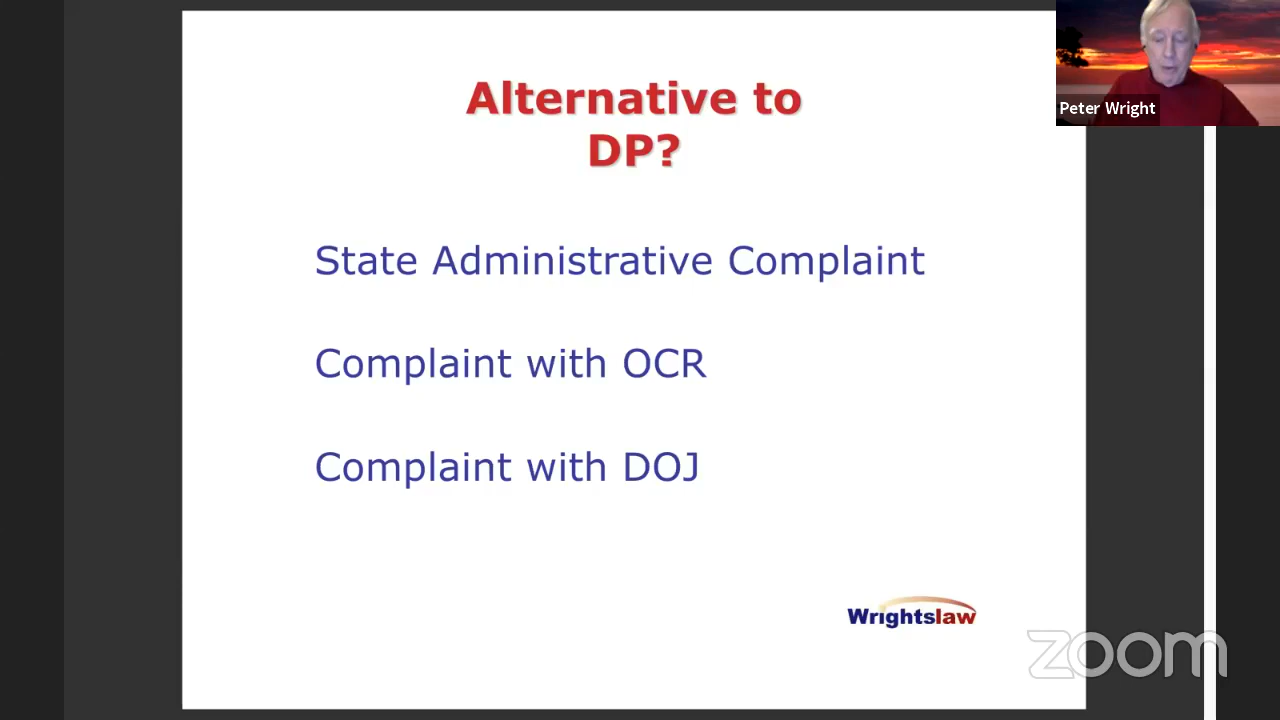 Alternative to
DP?
Peter Wright
State Administrative Complaint
Complaint with OCR
Complaint with DOJ
Wrightslaw
zoom